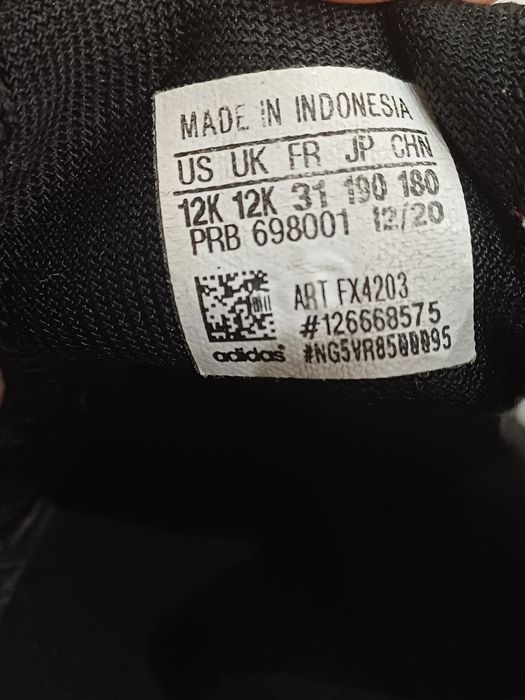 MADE IN INDONESIA
US UK FR JP CHN
12K 12K 31 190 180
PRB 698001 12/20
ART FX4203
#126668575
adidas #NG5VR8500095